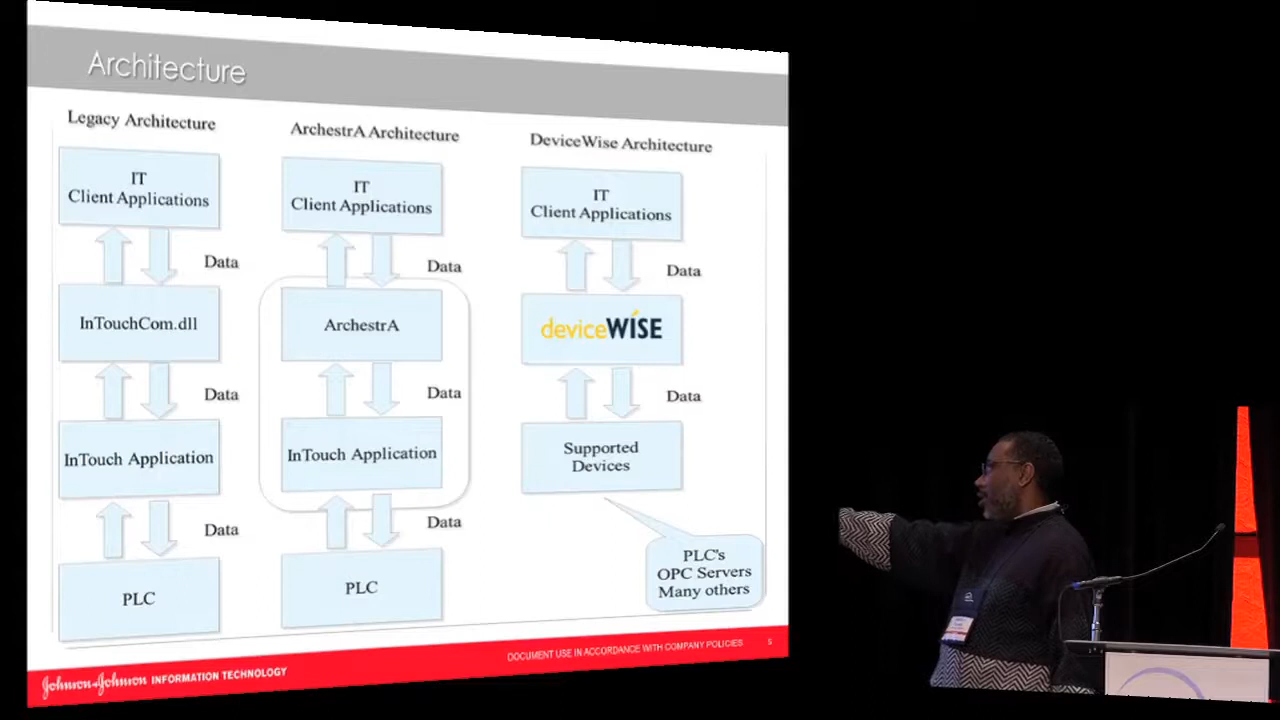 Architecture
Legacy Architecture
IT
Client Applications
Data
InTouchCom.dll
Data
InTouch Application
Data
PLC
ArchestrA Architecture
IT
Client Applications
Data
ArchestrA
Data
InTouch Application
Data
PLC
DeviceWise Architecture
IT
Client Applications
Data
deviceWISE
Data
Supported
Devices
PLC's
OPC Servers
Many others
Johnson & Johnson INFORMATION TECHNOLOGY
DOCUMENT USE IN ACCORDANCE WITH COMPANY POLICIES
5